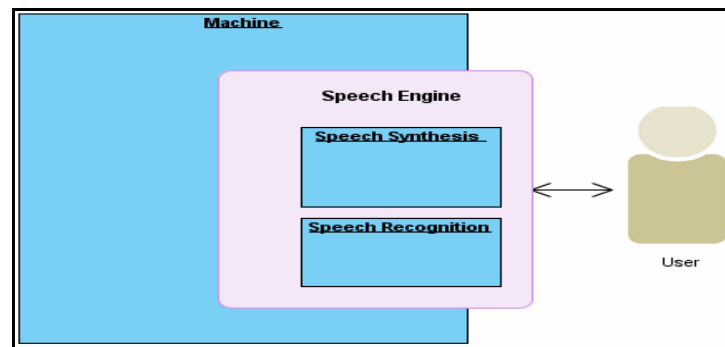 Machine
Speech Engine
Speech Synthesis
Speech Recognition
User